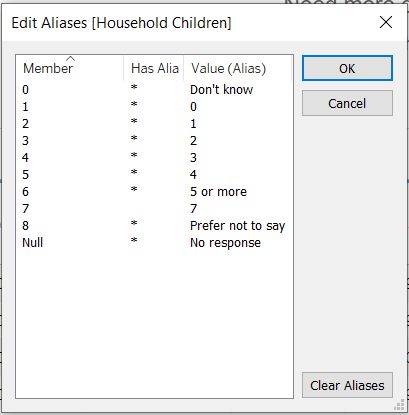 Edit Aliases [Household Children]
Member Has Alia Value (Alias)
0 * Don't know
1 * 0
2 * 1
3 * 2
4 * 3
5 * 4
6 * 5 or more
7 7
8 * Prefer not to say
Null * No response
OK
Cancel
Clear Aliases